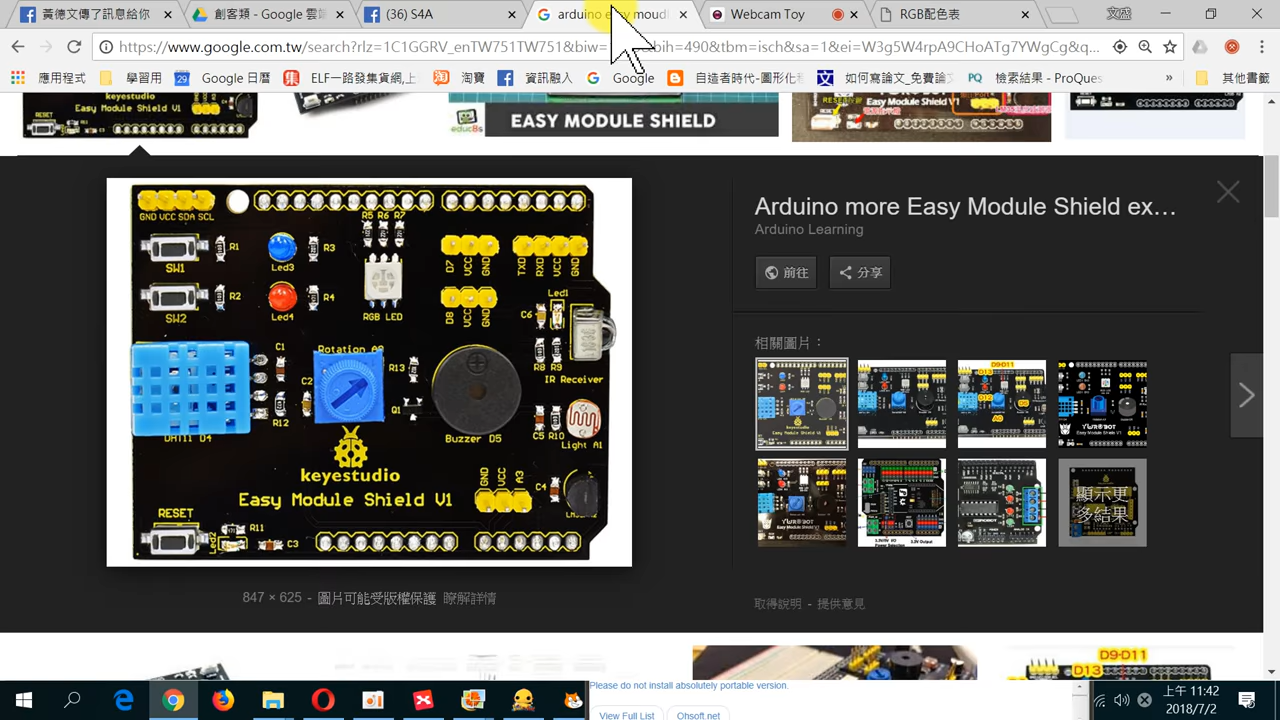 黃德文傳了訊息給你
創客類 - Google 雲
(36) S4A
arduino easy moudl
Webcam Toy
RGB配色表
文盛
https://www.google.com.tw/search?rlz=1C1GGRV_enTW751TW751&biw=
bih=490&tbm=isch&sa=1&ei=W3g5W4rpA9CHoATg7YWgCg&q...
應用程式
學習用
Google 日曆
集 ELF一路發集貨網,上
淘 淘寶
資訊融入
Google
自造者時代-圖形化
文 如何寫論文_免費論
PQ 檢索結果 - ProQues
其他書籤
Easy Module Shield V1
educ8s
EASY MODULE SHIELD
Easy Module Shield V1
GND VCC SDA SCL
R5 R6 R7
SW1
R1
Led3
R3
D7 VCC GND
TXD RXD VCC GND
SW2
R2
Led4
R4
RGB LED
D8 VCC GND
Led1
C6
C1
Rotation A0
R13
R8 R9
IR Receiver
C2
Q1
R12
DHT11 D4
Buzzer D5
C5 R10
Light A1
keyestudio
Easy Module Shield V1
GND VCC A3
C4
RESET
R11
Led2
C3
847 × 625 - 圖片可能受版權保護 瞭解詳情
Arduino more Easy Module Shield ex…
Arduino Learning
前往
分享
相關圖片：
顯示更
多結果
取得說明 - 提供意見
D9-D11
D13
Please do not install absolutely portable version.
View Full List
Ohsoft.net
上午 11:42
2018/7/2